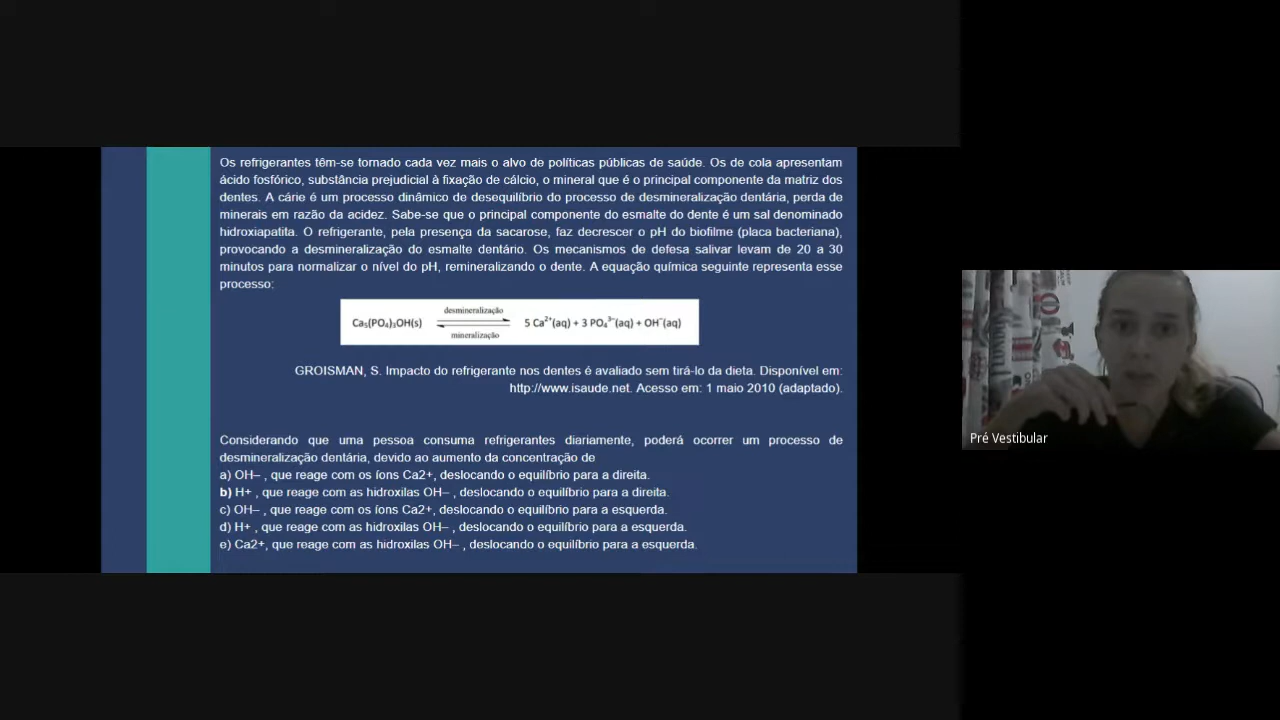 Os refrigerantes têm-se tornado cada vez mais o alvo de políticas públicas de saúde. Os de cola apresentam
ácido fosfórico, substância prejudicial à fixação de cálcio, o mineral que é o principal componente da matriz dos
dentes. A cárie é um processo dinâmico de desequilíbrio do processo de desmineralização dentária, perda de
minerais em razão da acidez. Sabe-se que o principal componente do esmalte do dente é um sal denominado
hidroxiapatita. O refrigerante, pela presença da sacarose, faz decrescer o pH do biofilme (placa bacteriana),
provocando a desmineralização do esmalte dentário. Os mecanismos de defesa salivar levam de 20 a 30
minutos para normalizar o nível do pH, remineralizando o dente. A equação química seguinte representa esse
processo:
desmineralização
Ca₅(PO₄)₃OH(s) 5 Ca²⁺(aq) + 3 PO₄³⁻(aq) + OH⁻(aq)
mineralização
GROISMAN, S. Impacto do refrigerante nos dentes é avaliado sem tirá-lo da dieta. Disponível em:
http://www.isaude.net. Acesso em: 1 maio 2010 (adaptado).
Considerando que uma pessoa consuma refrigerantes diariamente, poderá ocorrer um processo de
desmineralização dentária, devido ao aumento da concentração de
a) OH– , que reage com os íons Ca2+, deslocando o equilíbrio para a direita.
b) H+ , que reage com as hidroxilas OH– , deslocando o equilíbrio para a direita.
c) OH– , que reage com os íons Ca2+, deslocando o equilíbrio para a esquerda.
d) H+ , que reage com as hidroxilas OH– , deslocando o equilíbrio para a esquerda.
e) Ca2+, que reage com as hidroxilas OH– , deslocando o equilíbrio para a esquerda.
Pré Vestibular